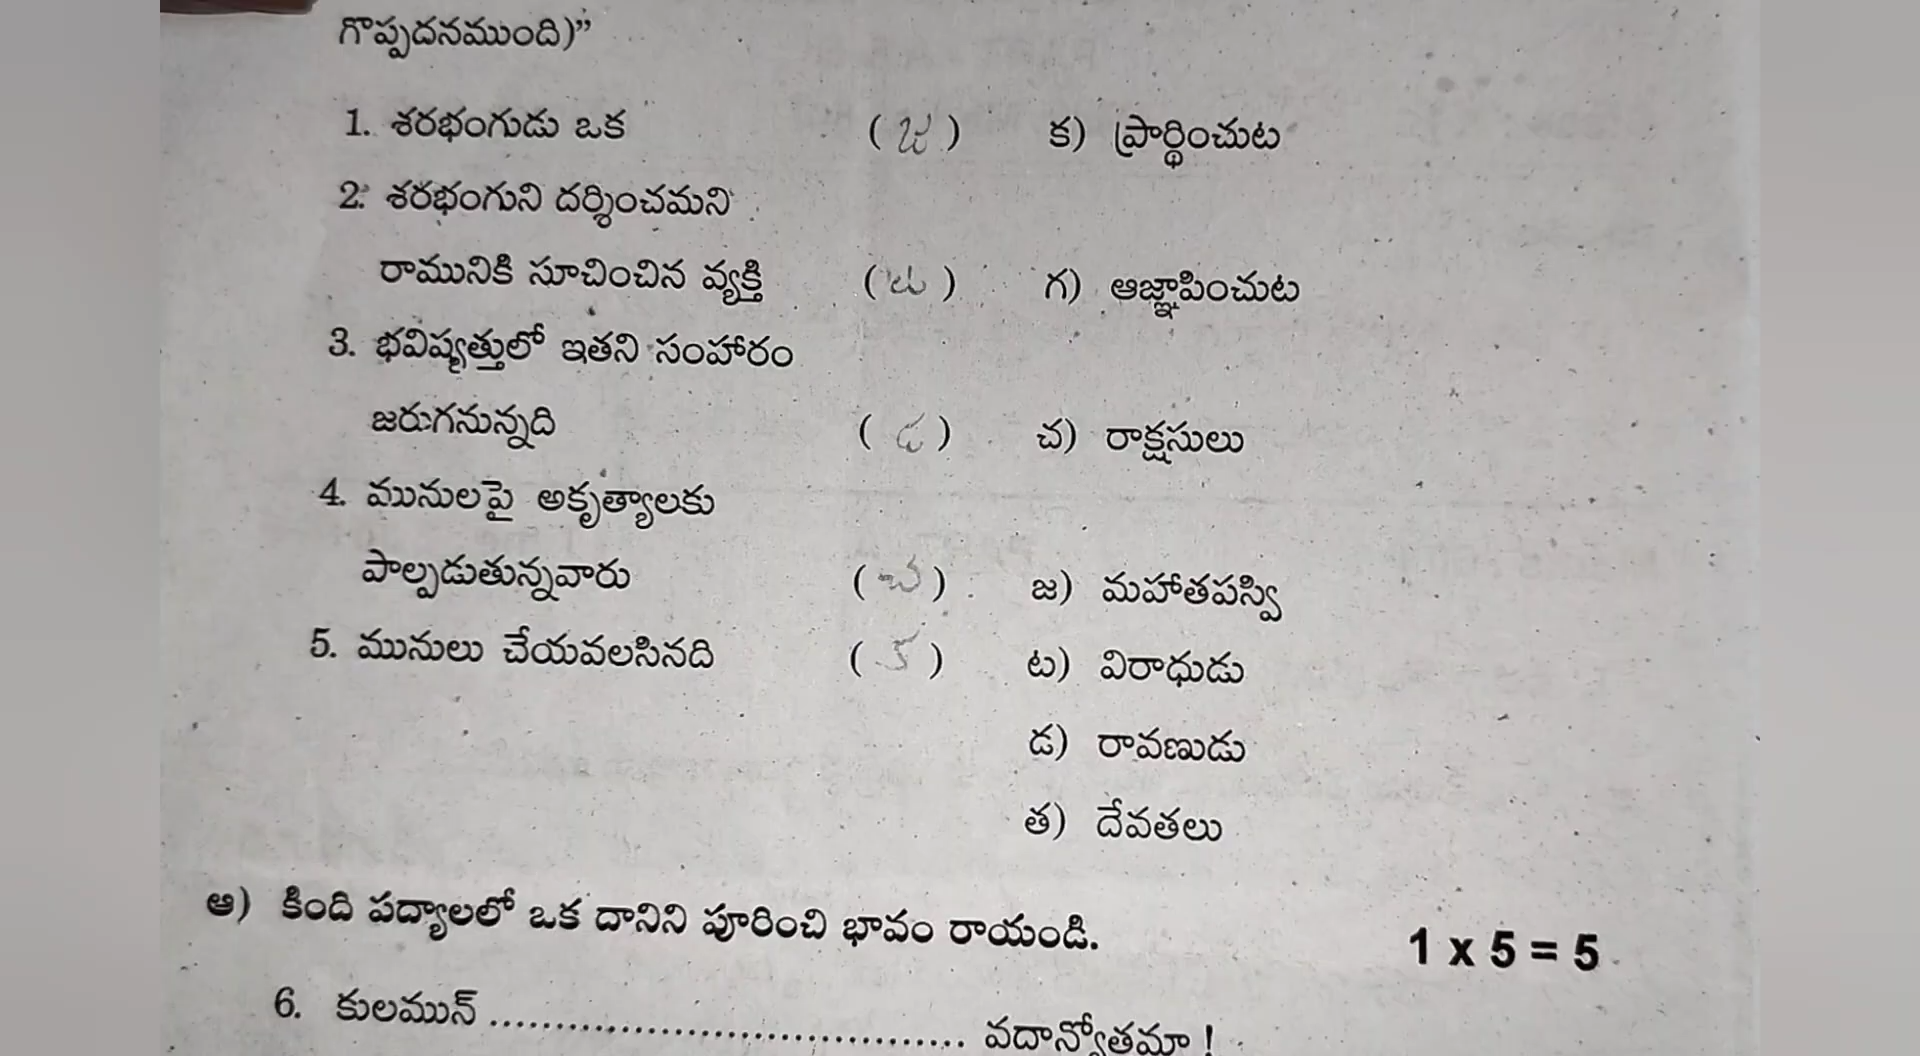 గొప్పదనముంది)”
1. శరభంగుడు ఒక ( జ ) క) ప్రార్థించుట
2. శరభంగుని దర్శించమని
రామునికి సూచించిన వ్యక్తి ( ట ) గ) ఆజ్ఞాపించుట
3. భవిష్యత్తులో ఇతని సంహారం
జరుగనున్నది ( డ ) చ) రాక్షసులు
4. మునులపై అకృత్యాలకు
పాల్పడుతున్నవారు ( చ ) జ) మహాతపస్వి
5. మునులు చేయవలసినది ( క ) ట) విరాధుడు
డ) రావణుడు
త) దేవతలు
ఆ) కింది పద్యాలలో ఒక దానిని పూరించి భావం రాయండి. 1 x 5 = 5
6. కులమున్ .................................... వదాన్యోతమా !